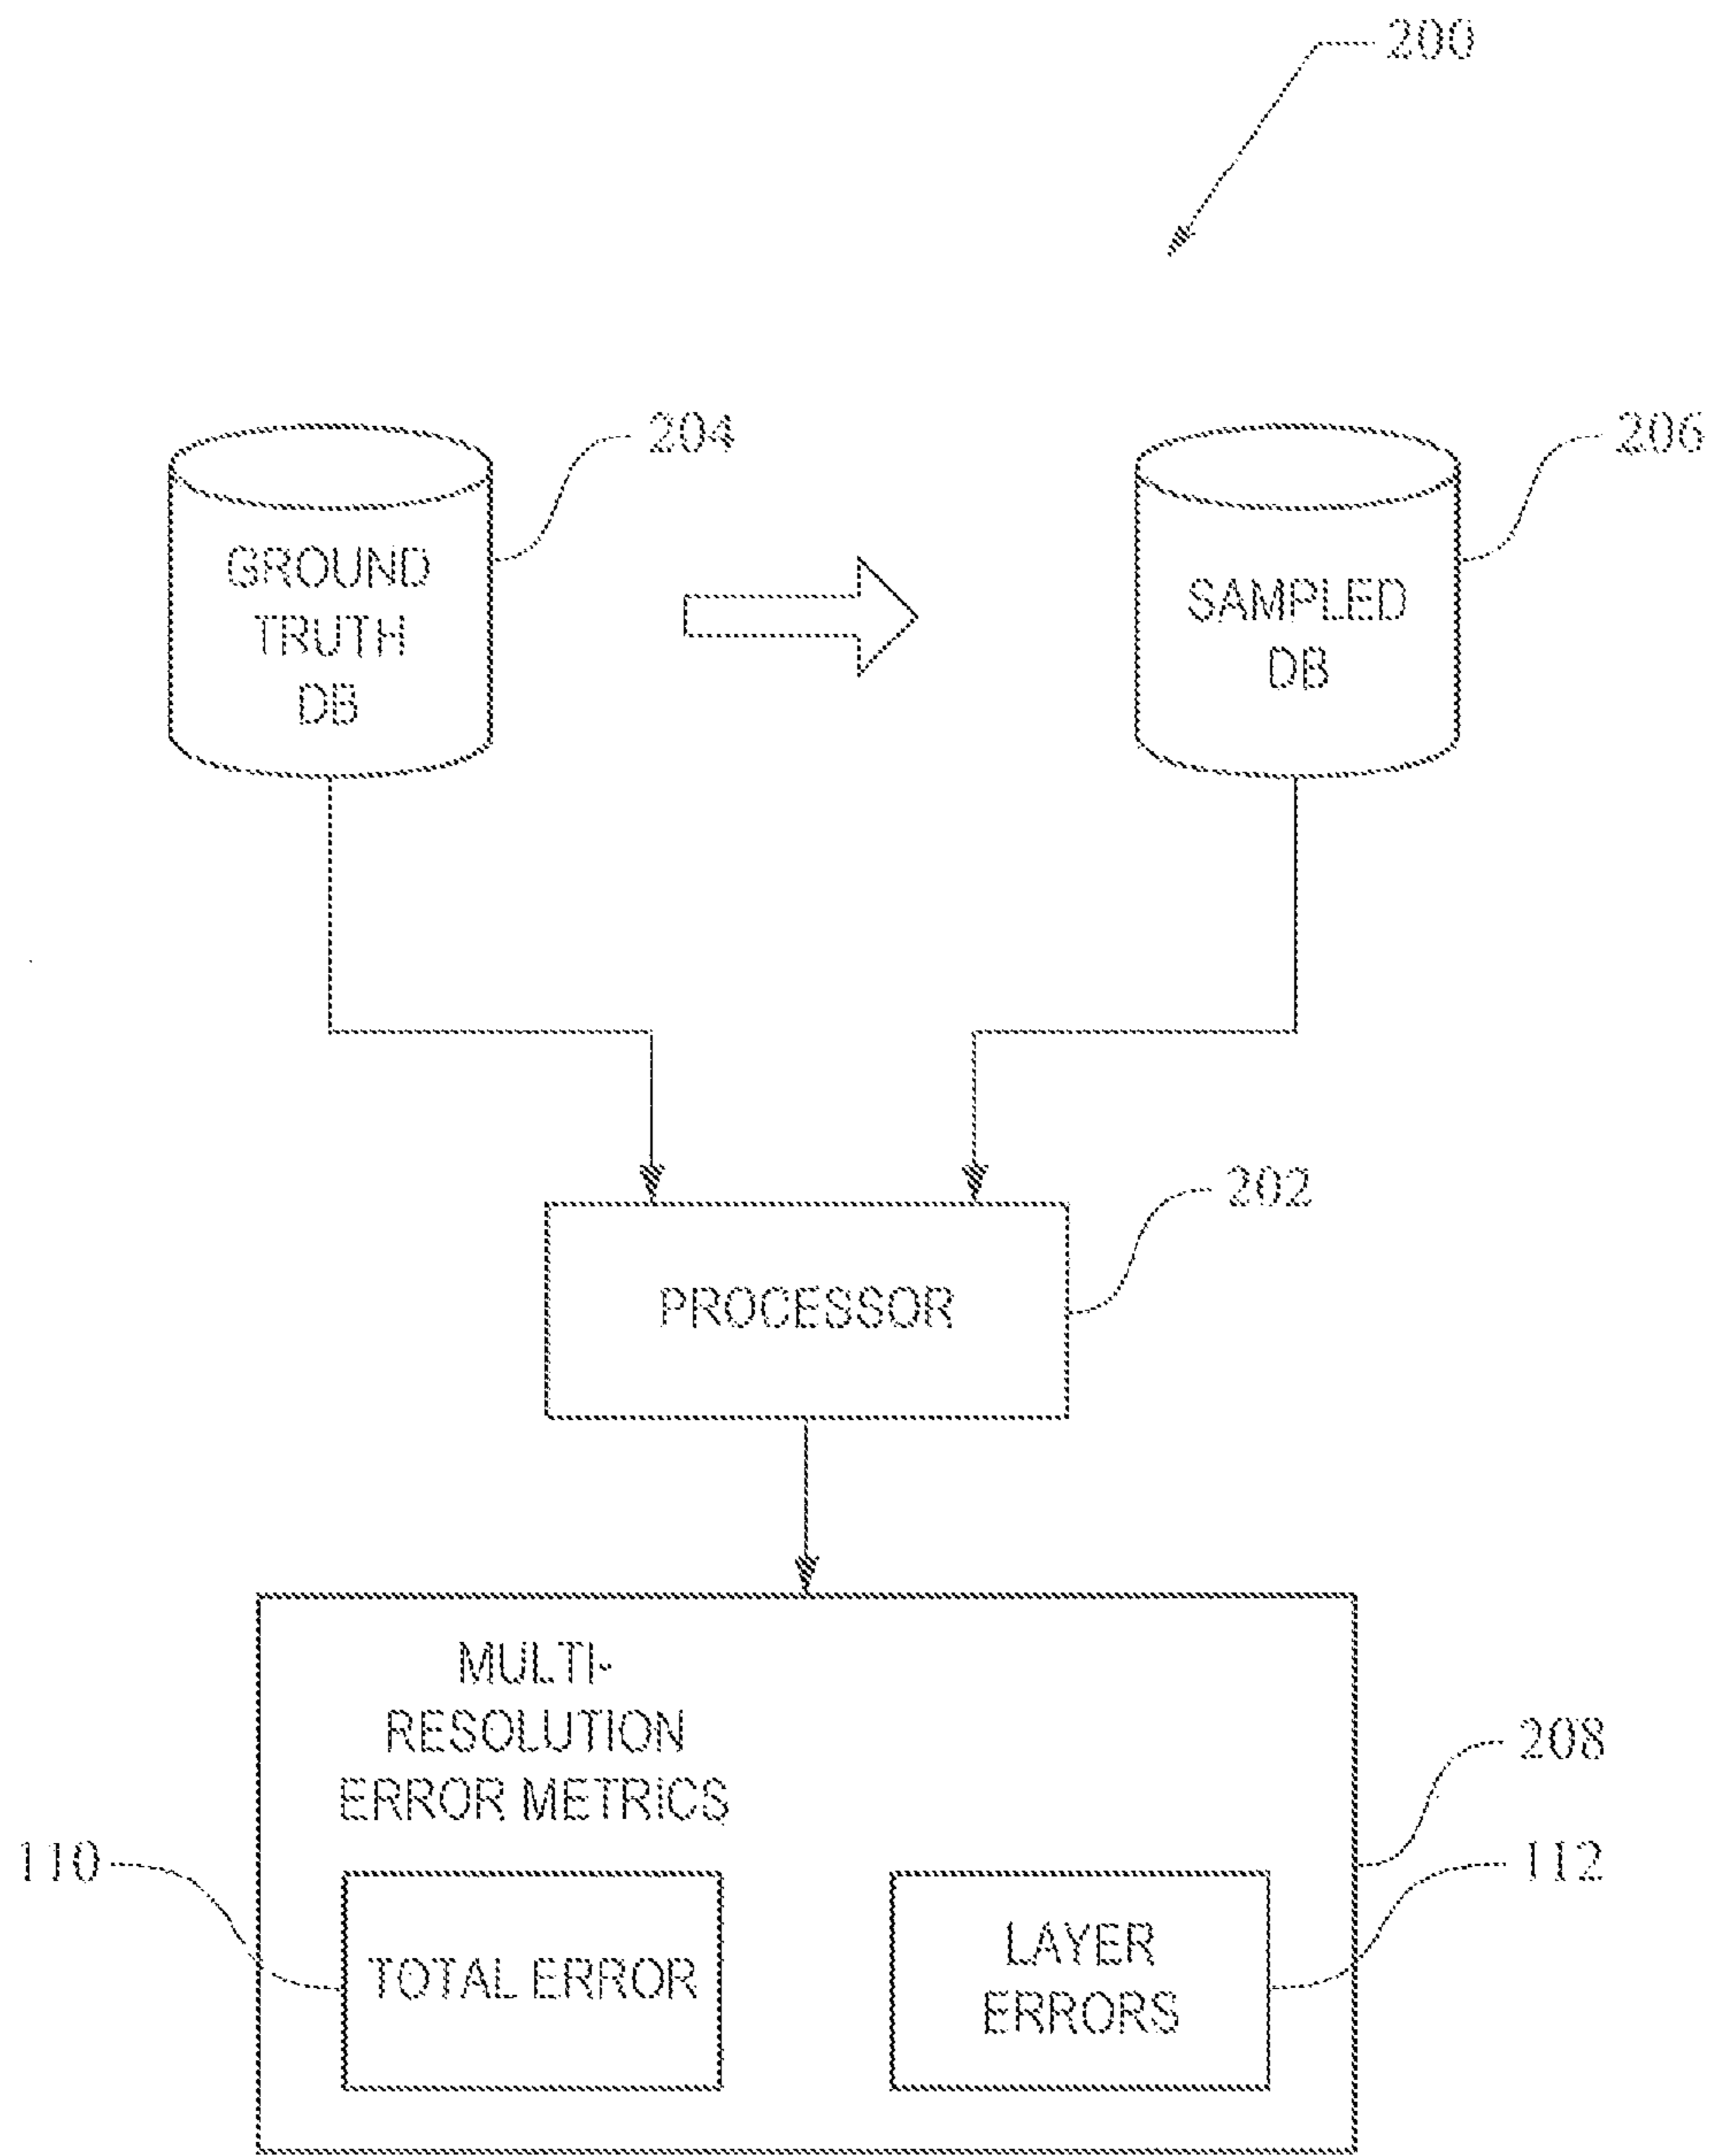 200
204
206
GROUND
TRUTH
DB
SAMPLED
DB
202
PROCESSOR
MULTI-
RESOLUTION
ERROR METRICS
208
110
112
TOTAL ERROR
LAYER
ERRORS